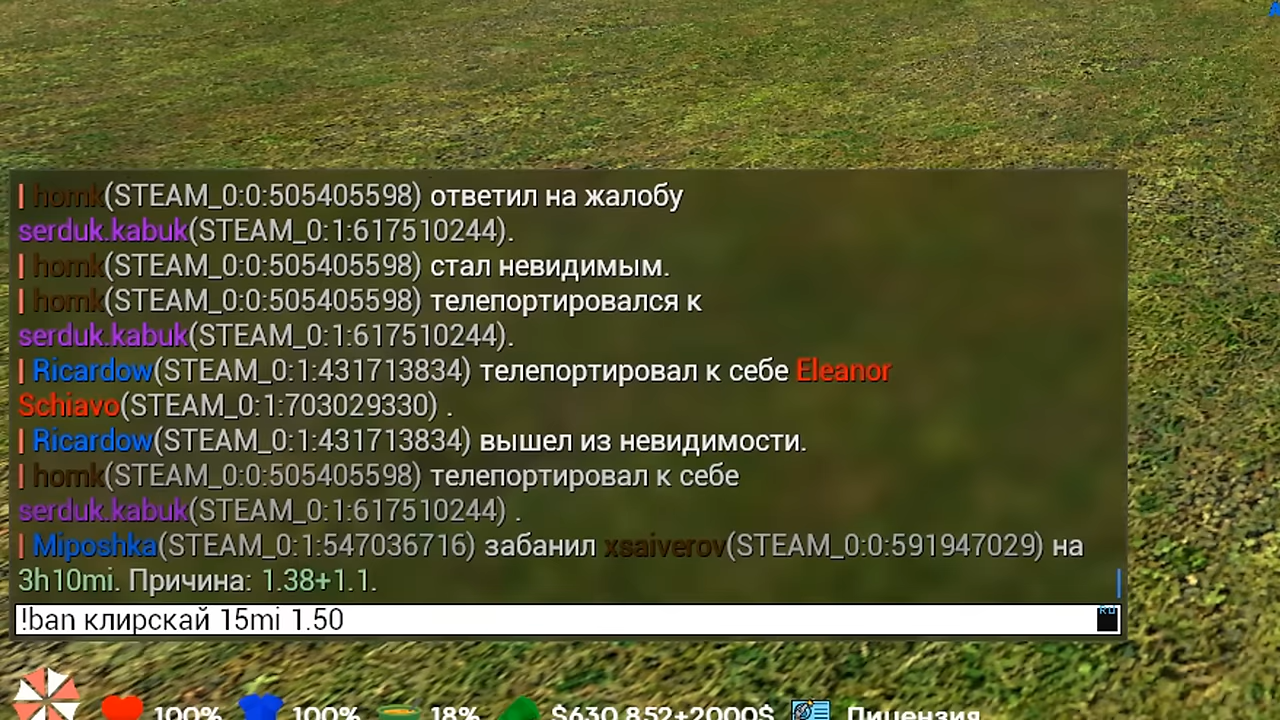 | homk(STEAM_0:0:505405598) ответил на жалобу
serduk.kabuk(STEAM_0:1:617510244).
| homk(STEAM_0:0:505405598) стал невидимым.
| homk(STEAM_0:0:505405598) телепортировался к
serduk.kabuk(STEAM_0:1:617510244).
| Ricardow(STEAM_0:1:431713834) телепортировал к себе Eleanor
Schiavo(STEAM_0:1:703029330) .
| Ricardow(STEAM_0:1:431713834) вышел из невидимости.
| homk(STEAM_0:0:505405598) телепортировал к себе
serduk.kabuk(STEAM_0:1:617510244) .
| Miposhka(STEAM_0:1:547036716) забанил xsaiverov(STEAM_0:0:591947029) на
3h10mi. Причина: 1.38+1.1.
!ban клирскай 15mi 1.50
RU
100% 100% 18% $630 852+2000$ Лицензия